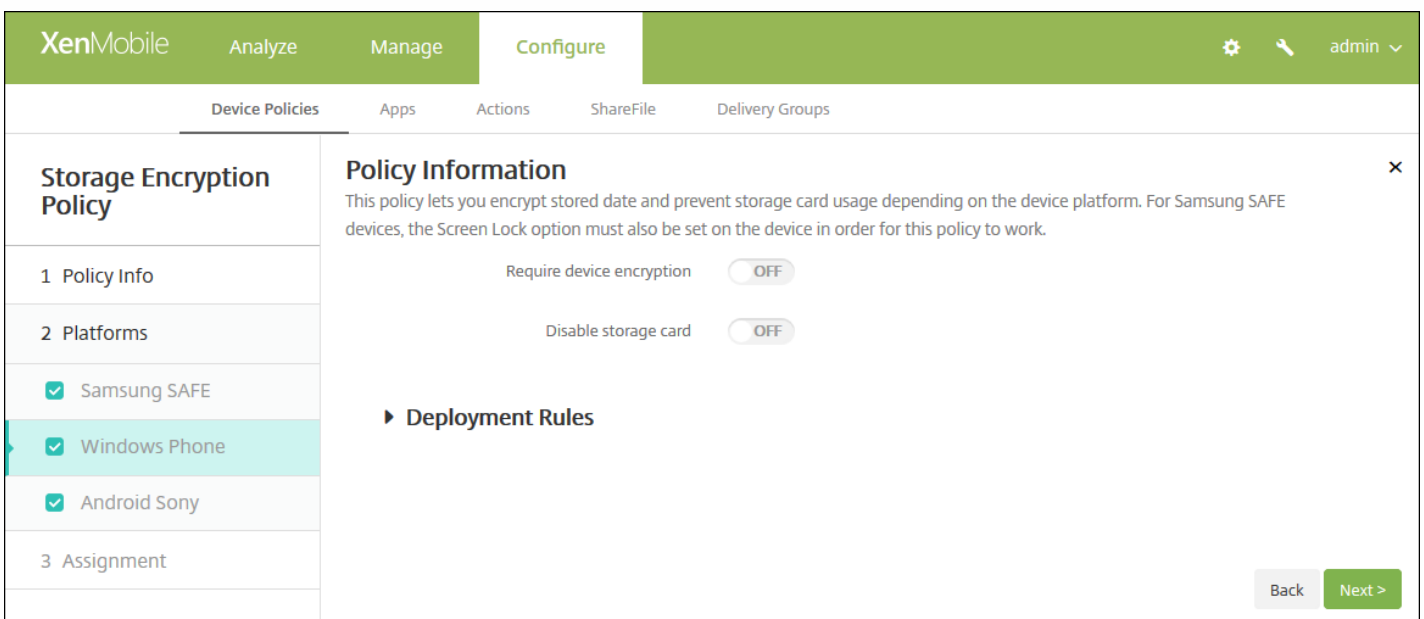 XenMobile Analyze Manage Configure admin
Device Policies Apps Actions ShareFile Delivery Groups
Storage Encryption
Policy
1 Policy Info
2 Platforms
Samsung SAFE
Windows Phone
Android Sony
3 Assignment
Policy Information
This policy lets you encrypt stored date and prevent storage card usage depending on the device platform. For Samsung SAFE
devices, the Screen Lock option must also be set on the device in order for this policy to work.
Require device encryption OFF
Disable storage card OFF
Deployment Rules
Back Next >